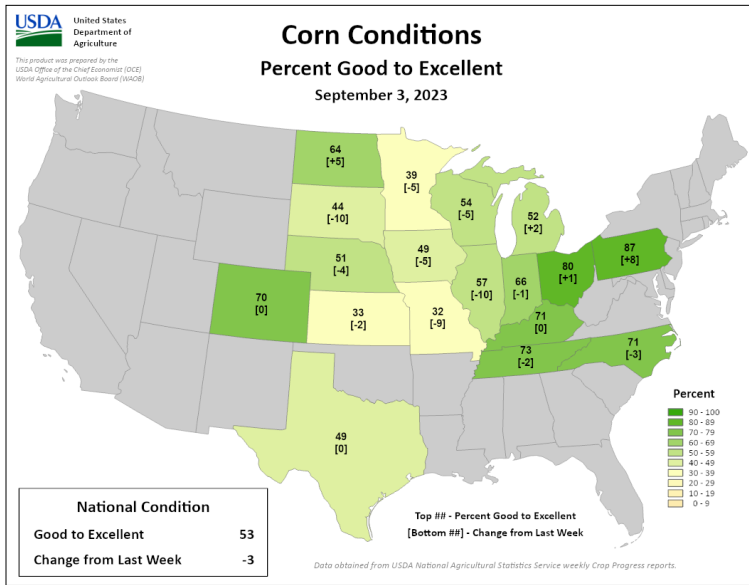 USDA
United States
Department of
Agriculture
This product was prepared by the
USDA Office of the Chief Economist (OCE)
World Agricultural Outlook Board (WAOB)
Corn Conditions
Percent Good to Excellent
September 3, 2023
64
[+5]
39
[-5]
54
[-5]
52
[+2]
44
[-10]
49
[-5]
51
[-4]
57
[-10]
66
[-1]
80
[+1]
87
[+8]
70
[0]
33
[-2]
32
[-9]
71
[0]
73
[-2]
71
[-3]
49
[0]
Percent
90 - 100
80 - 89
70 - 79
60 - 69
50 - 59
40 - 49
30 - 39
20 - 29
10 - 19
0 - 9
National Condition
Good to Excellent 53
Change from Last Week -3
Top ## - Percent Good to Excellent
[Bottom ##] - Change from Last Week
Data obtained from USDA National Agricultural Statistics Service weekly Crop Progress reports.